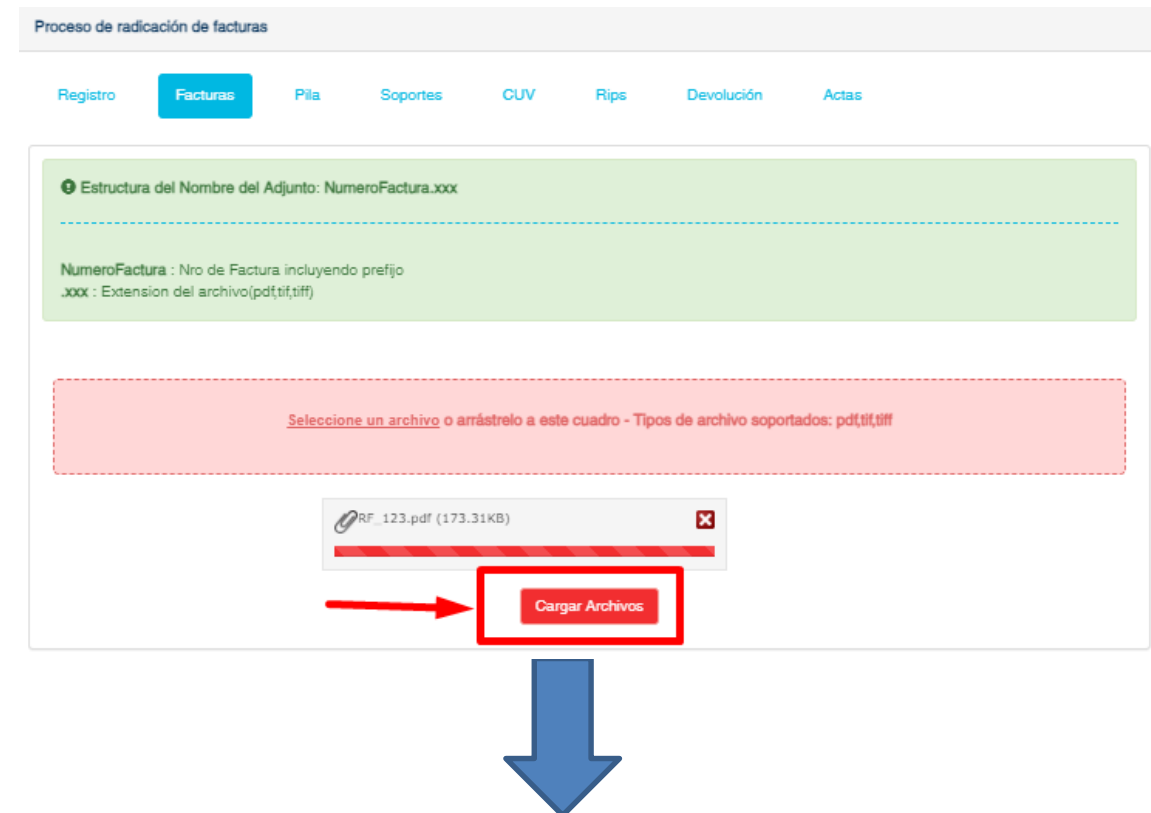 Proceso de radicación de facturas
Registro Facturas Pila Soportes CUV Rips Devolución Actas
Estructura del Nombre del Adjunto: NumeroFactura.xxx
NumeroFactura : Nro de Factura incluyendo prefijo
.xxx : Extension del archivo(pdf,tif,tiff)
Seleccione un archivo o arrástrelo a este cuadro - Tipos de archivo soportados: pdf,tif,tiff
RF_123.pdf (173.31KB)
Cargar Archivos